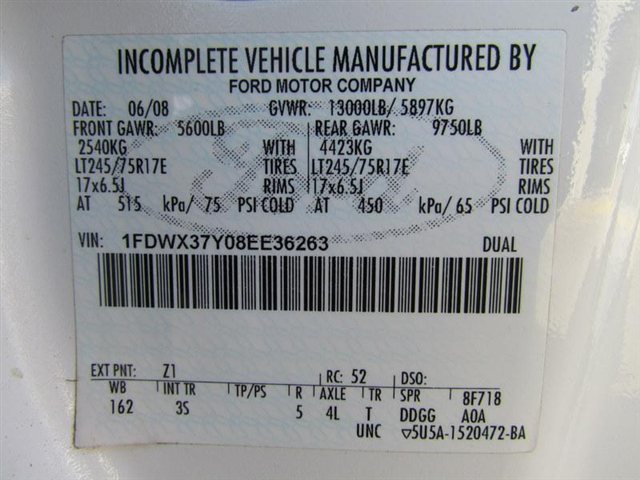 INCOMPLETE VEHICLE MANUFACTURED BY
FORD MOTOR COMPANY
DATE: 06/08 GVWR: 13000LB/ 5897KG
FRONT GAWR: 5600LB REAR GAWR: 9750LB
2540KG WITH 4423KG WITH
LT245/75R17E TIRES LT245/75R17E TIRES
17x6.5J RIMS 17x6.5J RIMS
AT 515 kPa/ 75 PSI COLD AT 450 kPa/ 65 PSI COLD
VIN: 1FDWX37Y08EE36263 DUAL
EXT PNT: Z1 RC: 52 DSO:
WB INT TR TP/PS R AXLE TR SPR 8F718
162 3S 5 4L T DDGG A0A
UNC ▽5U5A-1520472-BA